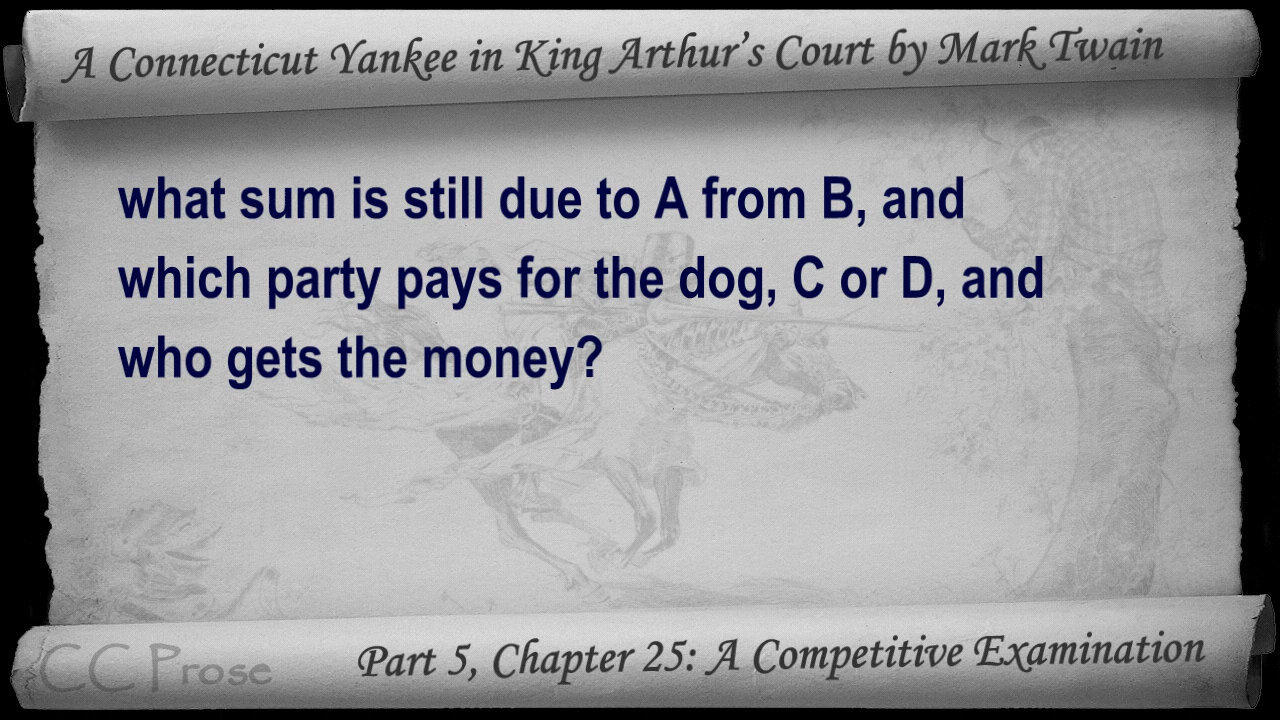 A Connecticut Yankee in King Arthur's Court by Mark Twain
what sum is still due to A from B, and
which party pays for the dog, C or D, and
who gets the money?
CC Prose
Part 5, Chapter 25: A Competitive Examination